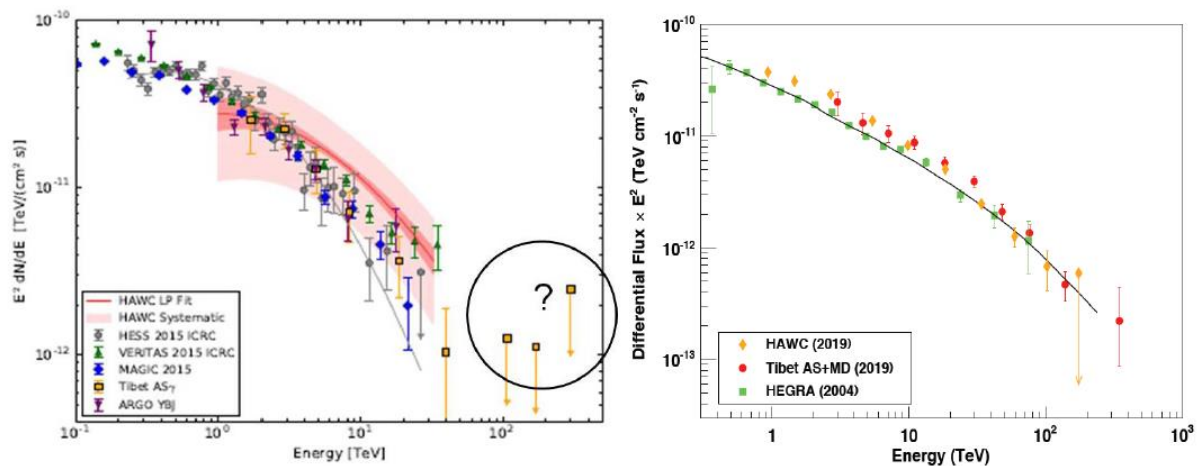 10⁻¹⁰
10⁻¹¹
10⁻¹²
E² dN/dE [TeV/(cm² s)]
HAWC LP Fit
HAWC Systematic
HESS 2015 ICRC
VERITAS 2015 ICRC
MAGIC 2015
Tibet ASγ
ARGO YBJ
?
10⁻¹
10⁰
10¹
10²
Energy [TeV]
10⁻¹⁰
10⁻¹¹
10⁻¹²
10⁻¹³
Differential Flux × E² (TeV cm⁻² s⁻¹)
HAWC (2019)
Tibet AS+MD (2019)
HEGRA (2004)
1
10
10²
10³
Energy (TeV)